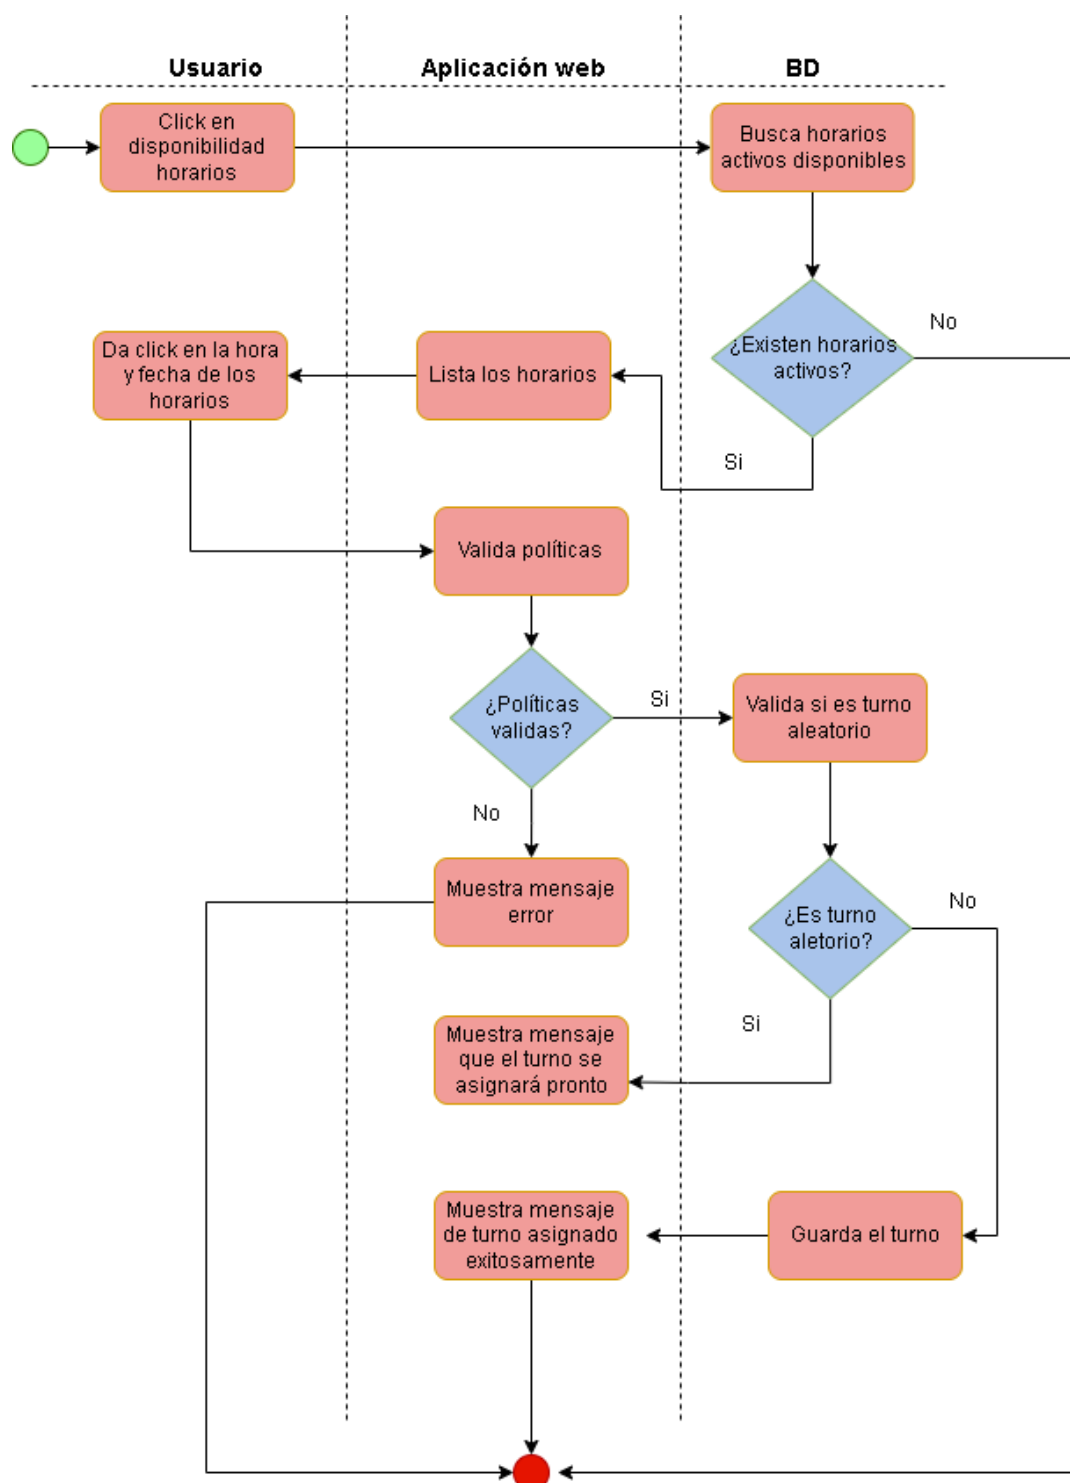 Usuario
Aplicación web
BD
Click en
disponibilidad
horarios
Busca horarios
activos disponibles
¿Existen horarios
activos?
No
Si
Lista los horarios
Da click en la hora
y fecha de los
horarios
Valida políticas
¿Políticas
validas?
Si
No
Valida si es turno
aleatorio
Muestra mensaje
error
¿Es turno
aletorio?
No
Si
Muestra mensaje
que el turno se
asignará pronto
Guarda el turno
Muestra mensaje
de turno asignado
exitosamente